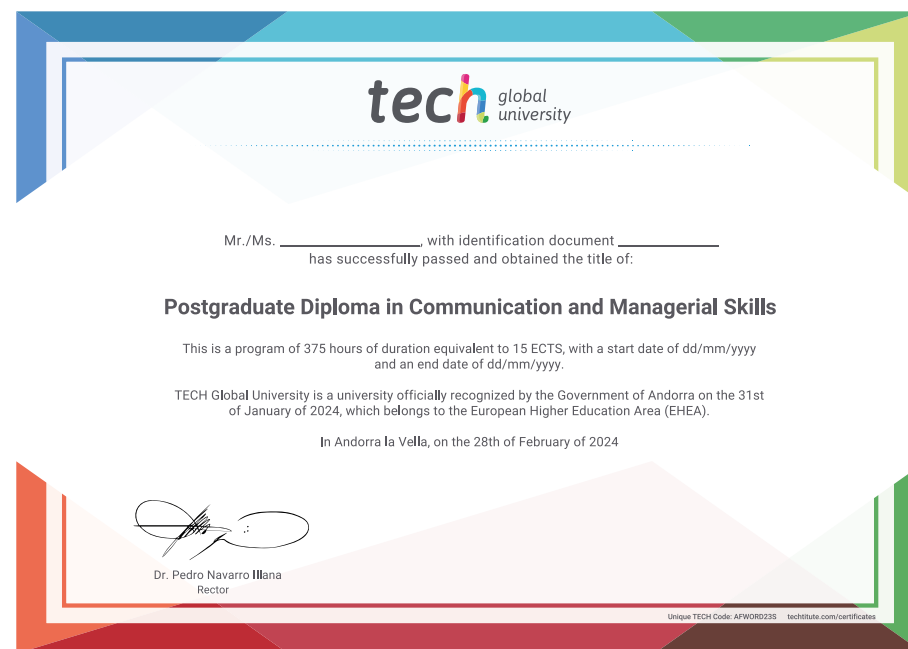 tech global university
Mr./Ms. ____________________, with identification document ______________
has successfully passed and obtained the title of:
Postgraduate Diploma in Communication and Managerial Skills
This is a program of 375 hours of duration equivalent to 15 ECTS, with a start date of dd/mm/yyyy
and an end date of dd/mm/yyyy.
TECH Global University is a university officially recognized by the Government of Andorra on the 31st
of January of 2024, which belongs to the European Higher Education Area (EHEA).
In Andorra la Vella, on the 28th of February of 2024
Dr. Pedro Navarro Illana
Rector
Unique TECH Code: AFWORD23S techtitute.com/certificates